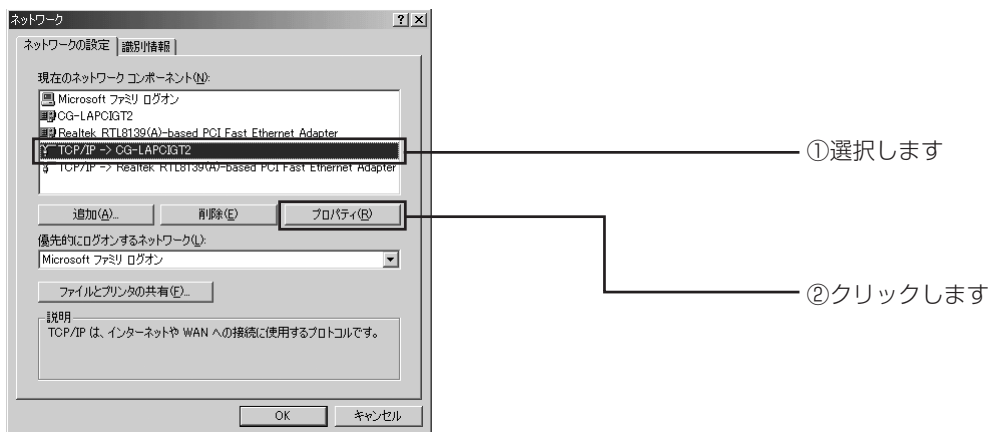 ネットワーク
ネットワークの設定 識別情報
現在のネットワーク コンポーネント(N):
Microsoft ファミリ ログオン
CG-LAPCIGT2
Realtek RTL8139(A)-based PCI Fast Ethernet Adapter
TCP/IP -> CG-LAPCIGT2
①選択します
TCP/IP -> Realtek RTL8139(A)-based PCI Fast Ethernet Adapter
追加(A)... 削除(E) プロパティ(R)
優先的にログオンするネットワーク(L):
Microsoft ファミリ ログオン
ファイルとプリンタの共有(F)...
②クリックします
説明
TCP/IP は、インターネットや WAN への接続に使用するプロトコルです。
OK キャンセル